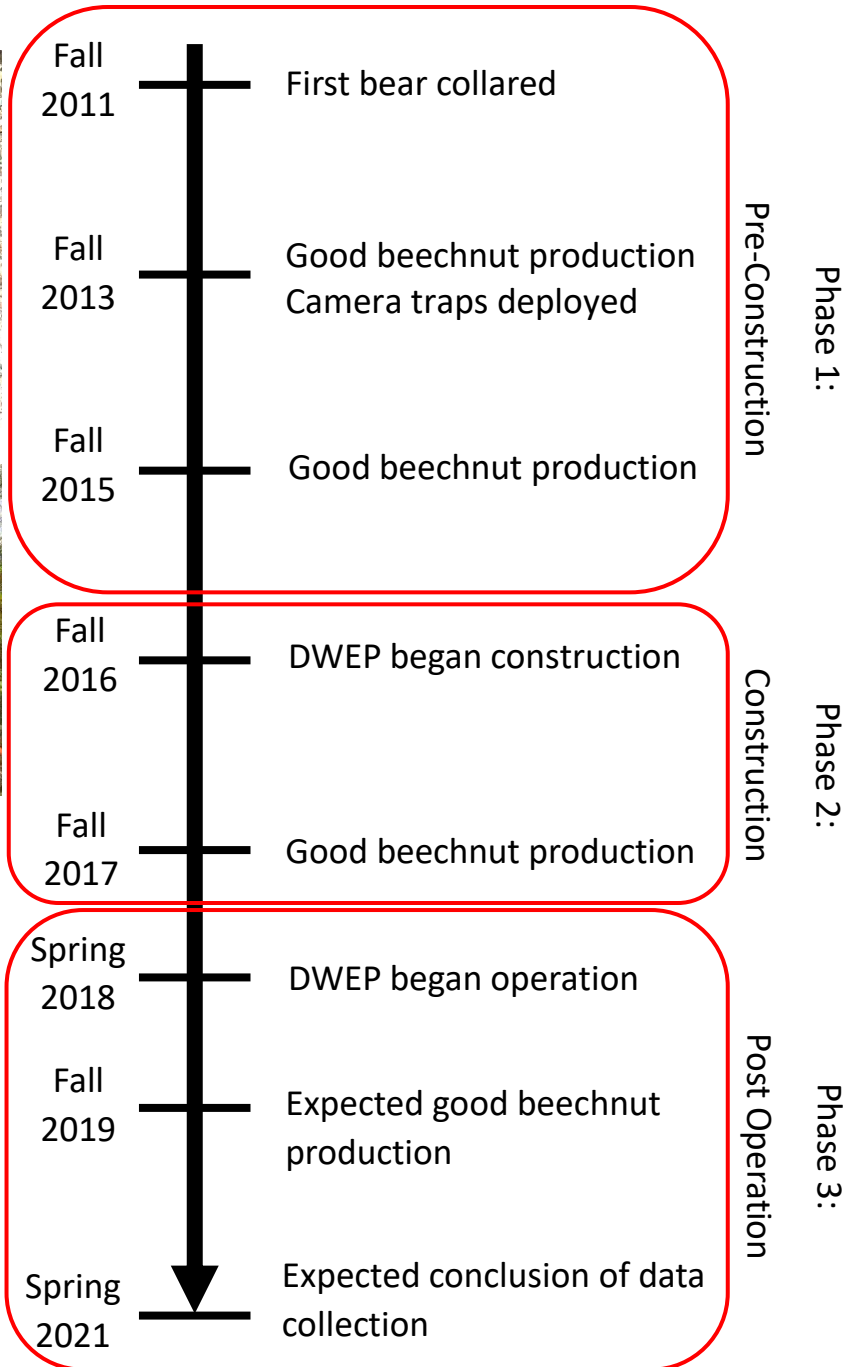 Fall
2011
First bear collared
Fall
2013
Good beechnut production
Camera traps deployed
Fall
2015
Good beechnut production
Pre-Construction
Phase 1:
Fall
2016
DWEP began construction
Fall
2017
Good beechnut production
Construction
Phase 2:
Spring
2018
DWEP began operation
Fall
2019
Expected good beechnut
production
Spring
2021
Expected conclusion of data
collection
Post Operation
Phase 3: